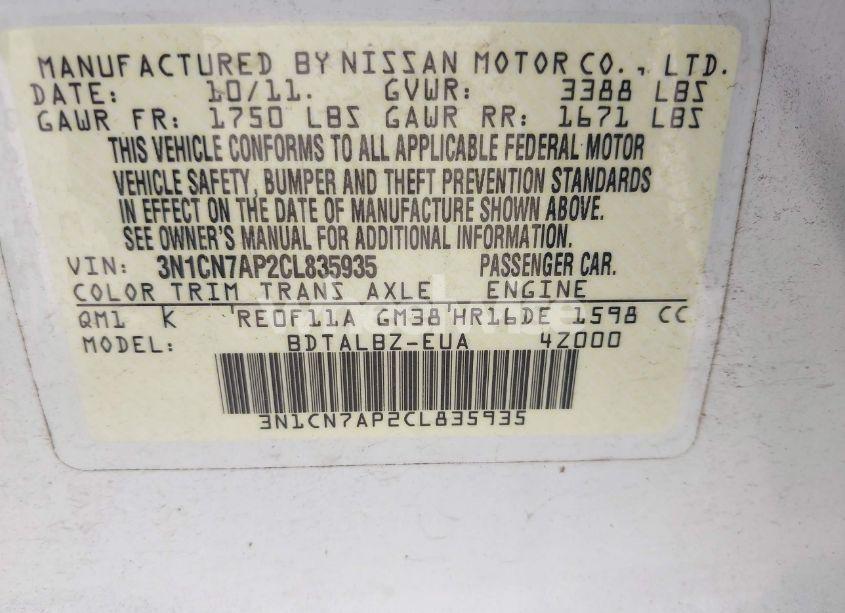 MANUFACTURED BY NISSAN MOTOR CO., LTD.
DATE: 10/11. GVWR: 3388 LBS
GAWR FR: 1750 LBS GAWR RR: 1671 LBS
THIS VEHICLE CONFORMS TO ALL APPLICABLE FEDERAL MOTOR
VEHICLE SAFETY, BUMPER AND THEFT PREVENTION STANDARDS
IN EFFECT ON THE DATE OF MANUFACTURE SHOWN ABOVE.
SEE OWNER'S MANUAL FOR ADDITIONAL INFORMATION.
VIN: 3N1CN7AP2CL835935 PASSENGER CAR.
COLOR TRIM TRANS AXLE ENGINE
QM1 K 'RE0F11A GM38'HR16DE 1598 CC
MODEL: BDTALBZ-EUA 4Z000
3N1CN7AP2CL835935